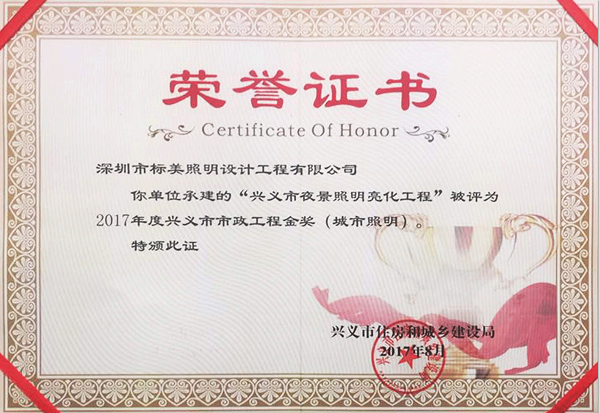 荣誉证书
Certificate Of Honor
深圳市标美照明设计工程有限公司
你单位承建的“兴义市夜景照明亮化工程”被评为
2017年度兴义市市政工程金奖（城市照明）。
特颁此证
兴义市住房和城乡建设局
2017年8月